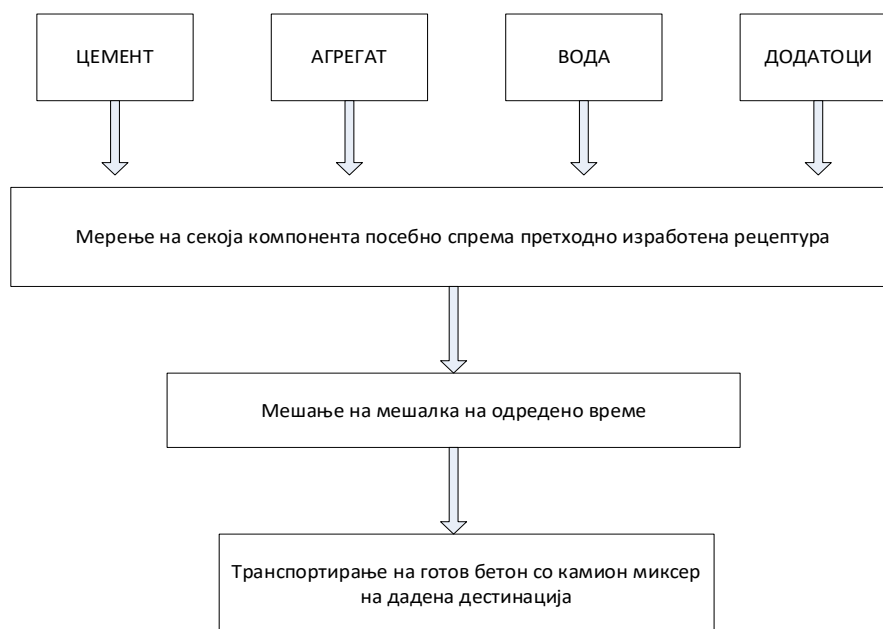 ЦЕМЕНТ
АГРЕГАТ
ВОДА
ДОДАТОЦИ
Мерење на секоја компонента посебно спрема претходно изработена рецептура
Мешање на мешалка на одредено време
Транспортирање на готов бетон со камион миксер
на дадена дестинација